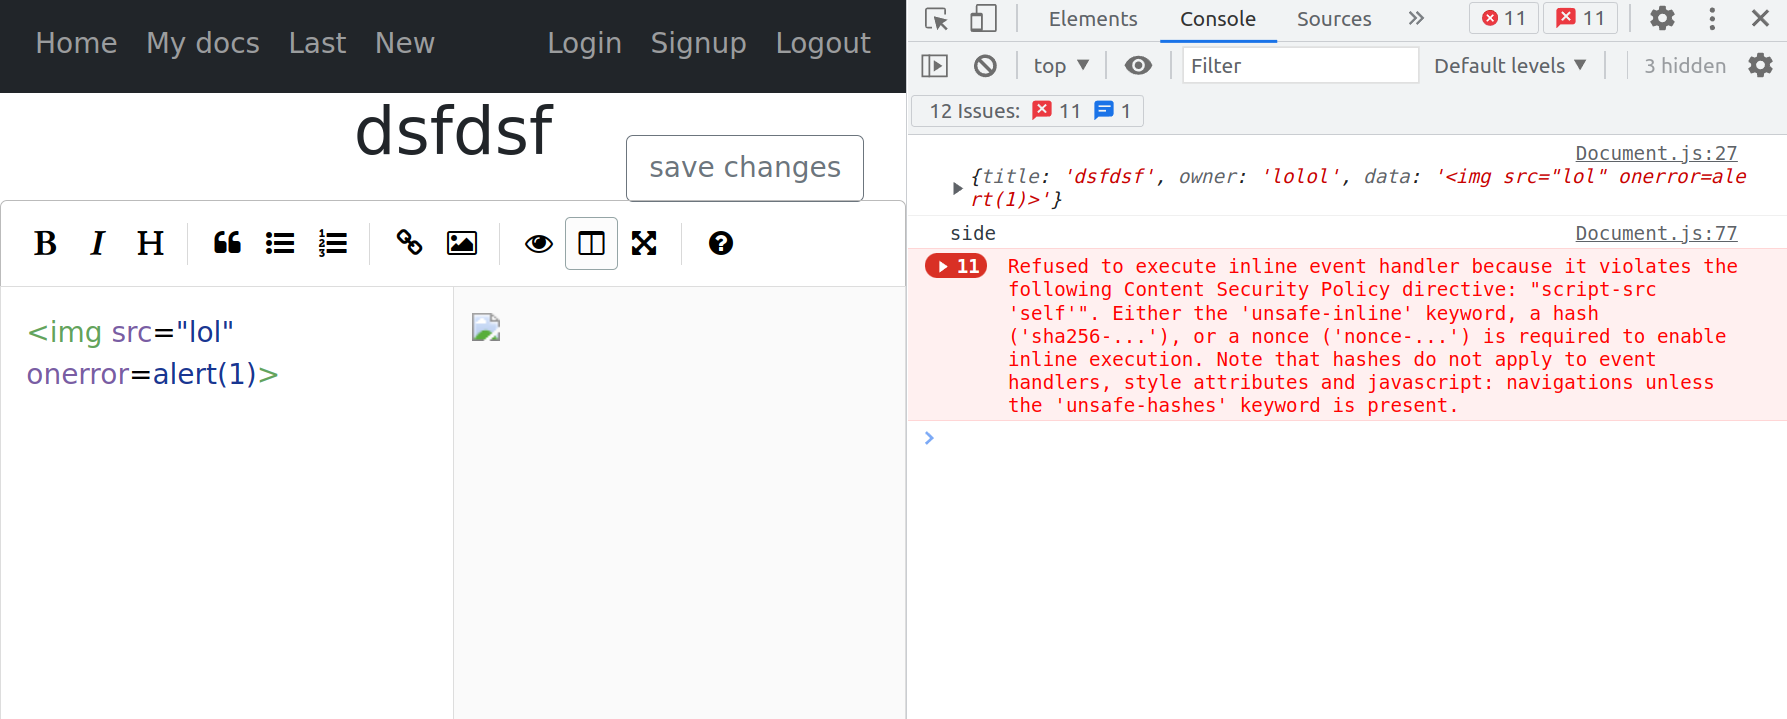 Home My docs Last New Login Signup Logout
dsfdsf
save changes
B I H
<img src="lol"
onerror=alert(1)>
Elements Console Sources 11 11
top Filter Default levels 3 hidden
12 Issues: 11 1
Document.js:27
{title: 'dsfdsf', owner: 'lolol', data: '<img src="lol" onerror=ale
rt(1)>'}
side Document.js:77
11 Refused to execute inline event handler because it violates the
following Content Security Policy directive: "script-src
'self'". Either the 'unsafe-inline' keyword, a hash
('sha256-...'), or a nonce ('nonce-...') is required to enable
inline execution. Note that hashes do not apply to event
handlers, style attributes and javascript: navigations unless
the 'unsafe-hashes' keyword is present.